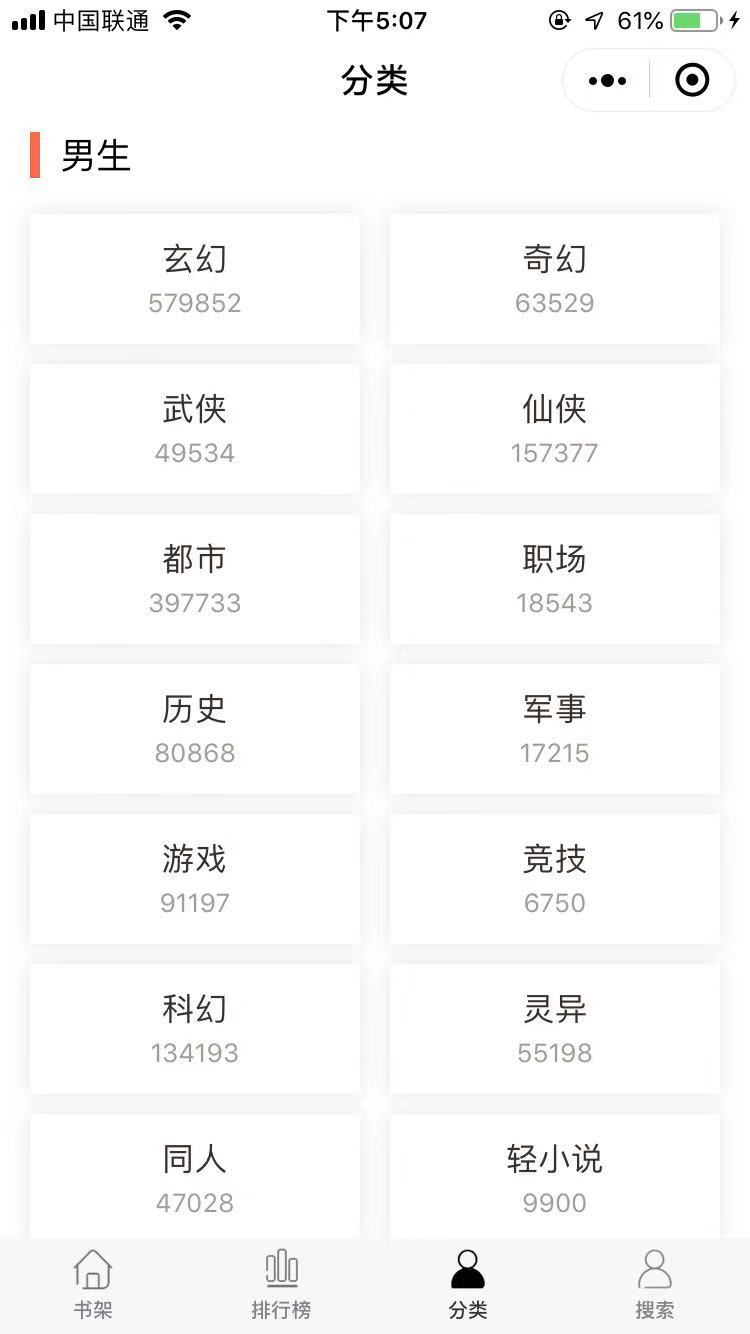 中国联通 下午5:07 61%
分类
男生
玄幻 奇幻
579852 63529
武侠 仙侠
49534 157377
都市 职场
397733 18543
历史 军事
80868 17215
游戏 竞技
91197 6750
科幻 灵异
134193 55198
同人 轻小说
47028 9900
书架 排行榜 分类 搜索